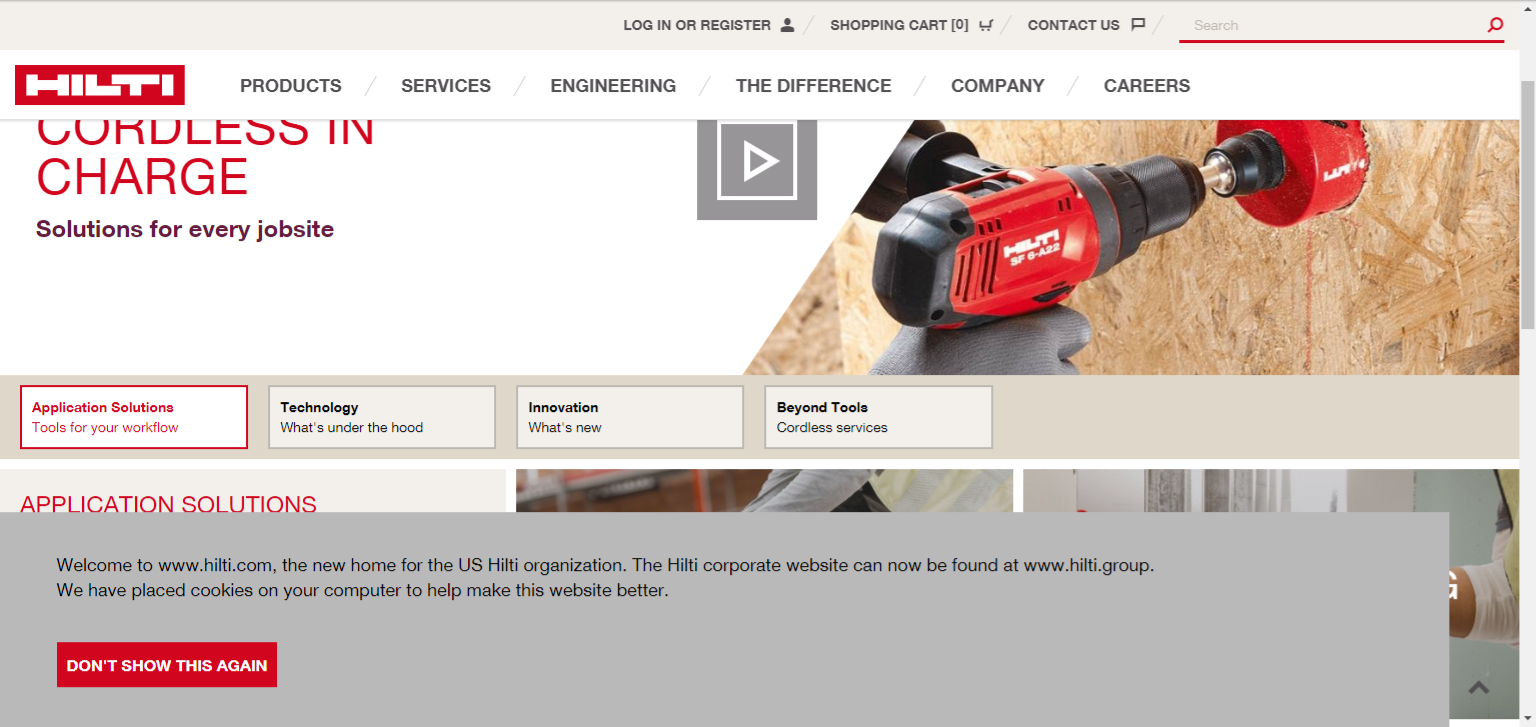 LOG IN OR REGISTER
SHOPPING CART [0]
CONTACT US
Search
HILTI
PRODUCTS
SERVICES
ENGINEERING
THE DIFFERENCE
COMPANY
CAREERS
CORDLESS IN
CHARGE
Solutions for every jobsite
HILTI
SF 6-A22
HILTI
Application Solutions
Tools for your workflow
Technology
What's under the hood
Innovation
What's new
Beyond Tools
Cordless services
APPLICATION SOLUTIONS
Welcome to www.hilti.com, the new home for the US Hilti organization. The Hilti corporate website can now be found at www.hilti.group.
We have placed cookies on your computer to help make this website better.
DON'T SHOW THIS AGAIN